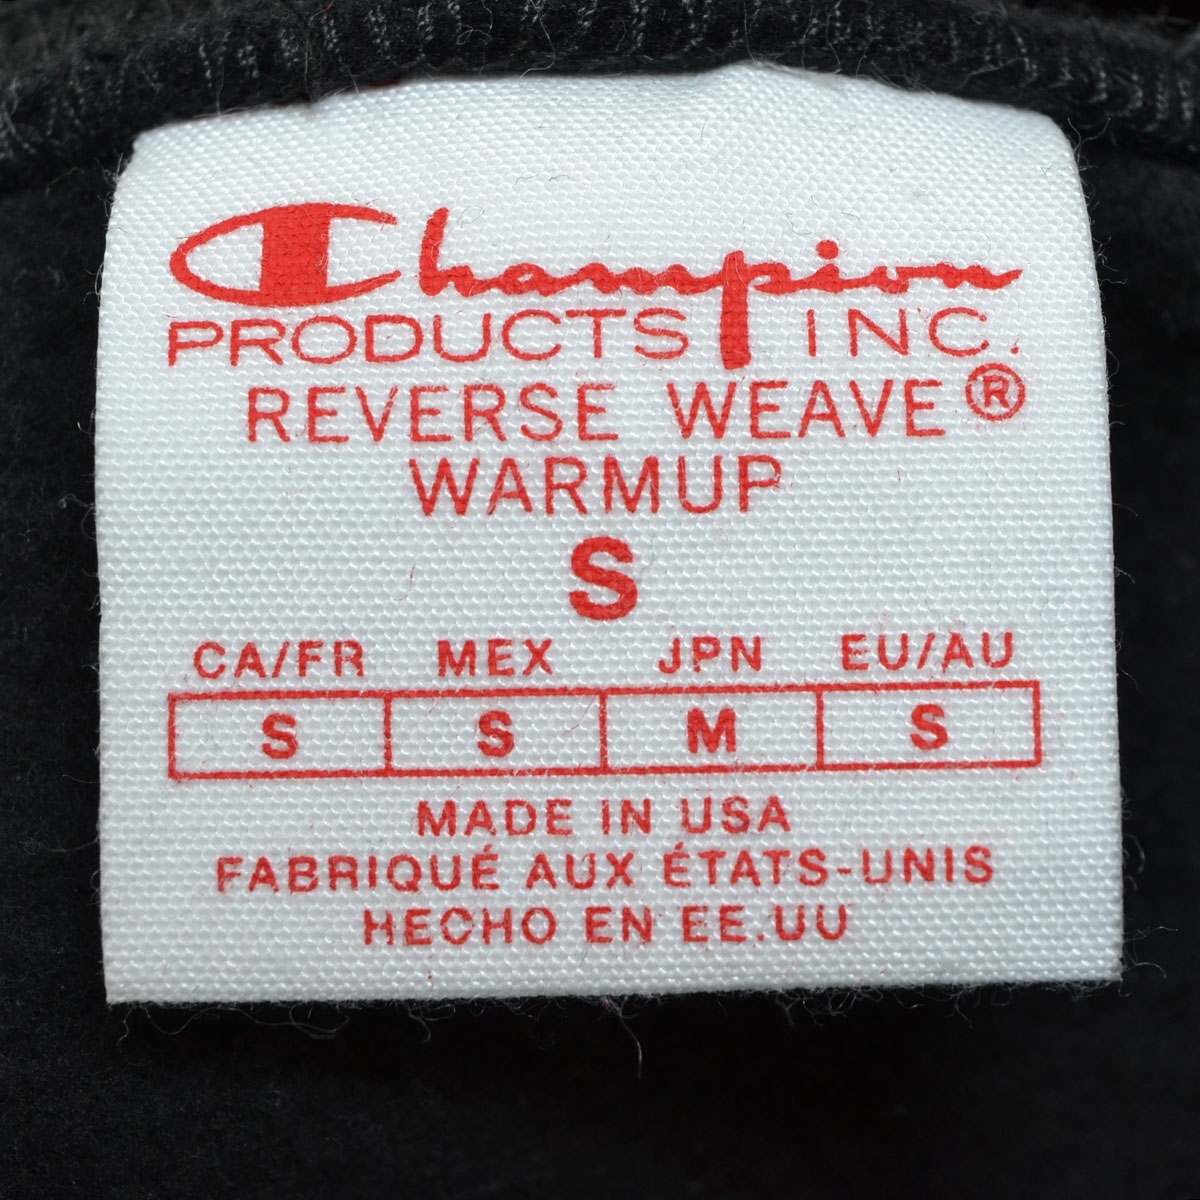 Champion
PRODUCTS INC.
REVERSE WEAVE®
WARMUP
S
CA/FR MEX JPN EU/AU
S S M S
MADE IN USA
FABRIQUÉ AUX ÉTATS-UNIS
HECHO EN EE.UU